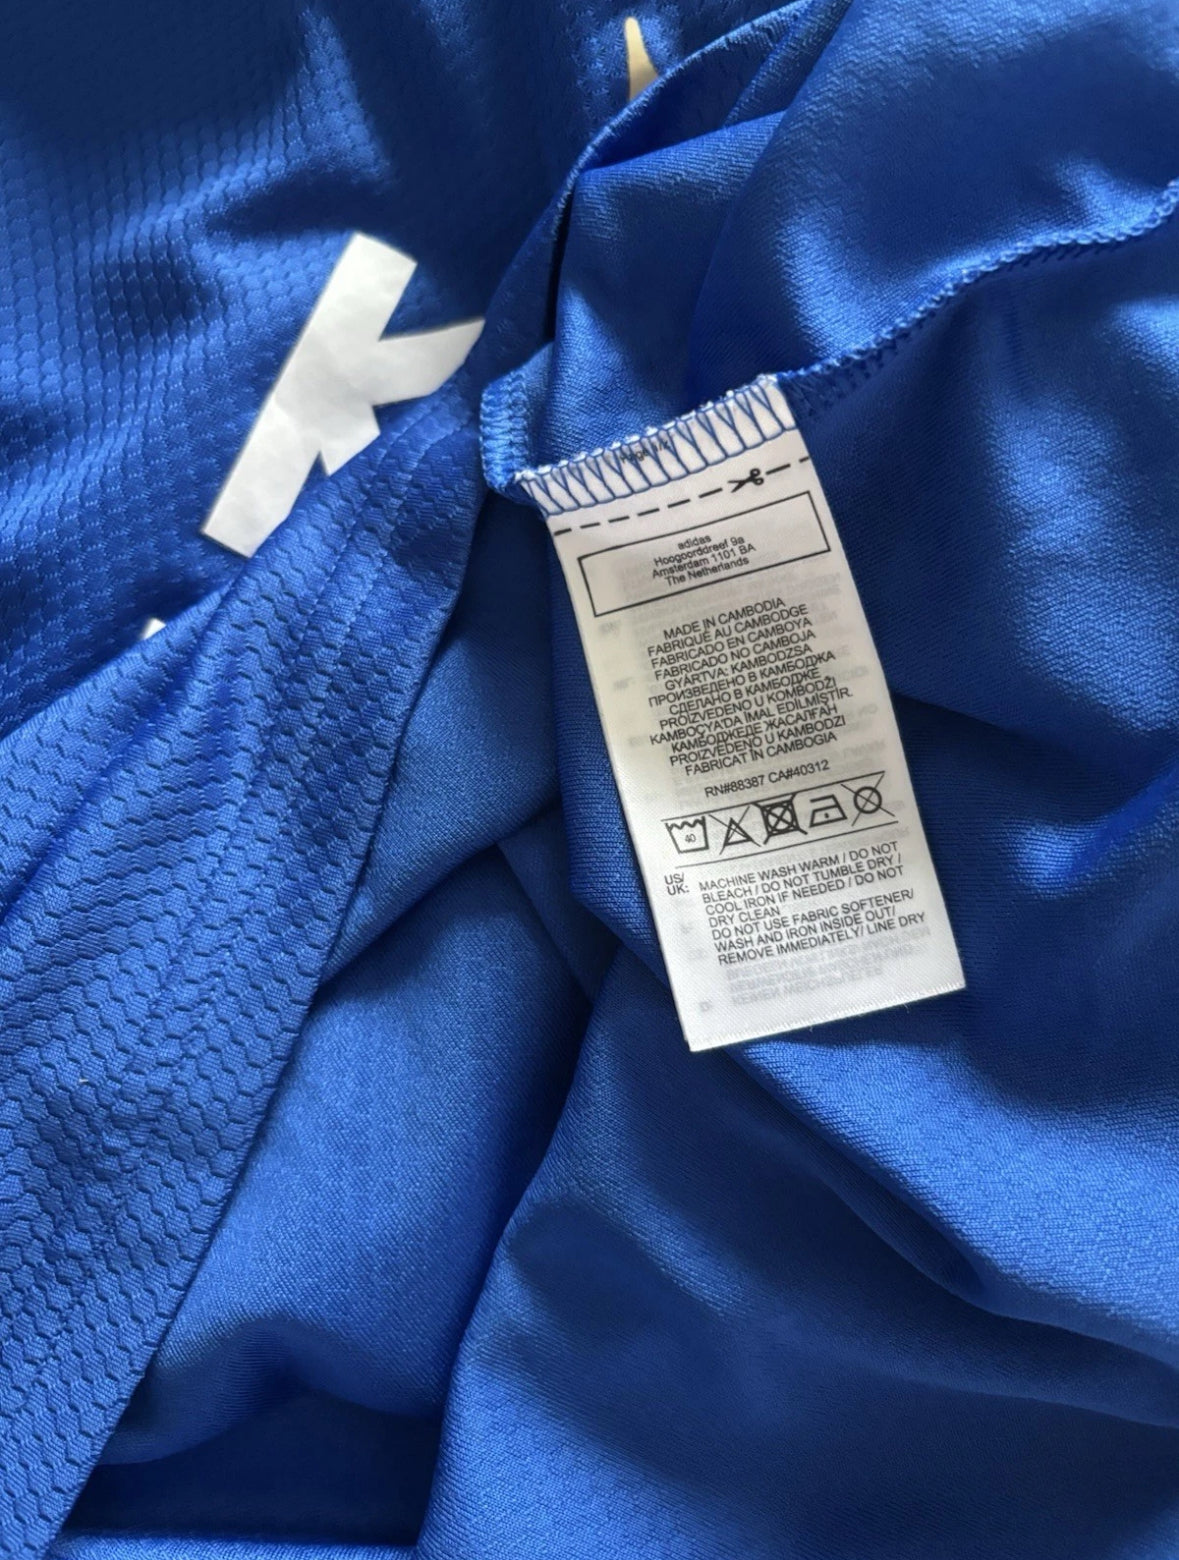 K
adidas
Hoogoorddreef 9a
Amsterdam 1101 BA
The Netherlands
MADE IN CAMBODIA
FABRIQUÉ AU CAMBODGE
FABRICADO EN CAMBOYA
FABRICADO NO CAMBOJA
GYÁRTVA: KAMBODZSA
ПРОИЗВЕДЕНО В КАМБОДЖА
СДЕЛАНО В КАМБОДЖЕ
PROIZVEDENO U KOMBODŽI
KAMBOÇYA'DA İMAL EDİLMİŞTİR.
КАМБОДЖЕДЕ ЖАСАЛҒАН
PROIZVEDENO U KAMBODZI
FABRICAT ÎN CAMBOGIA
RN#88387 CA#40312
40
US/
UK:
MACHINE WASH WARM / DO NOT
BLEACH / DO NOT TUMBLE DRY /
COOL IRON IF NEEDED / DO NOT
DRY CLEAN
DO NOT USE FABRIC SOFTENER/
WASH AND IRON INSIDE OUT/
REMOVE IMMEDIATELY/ LINE DRY